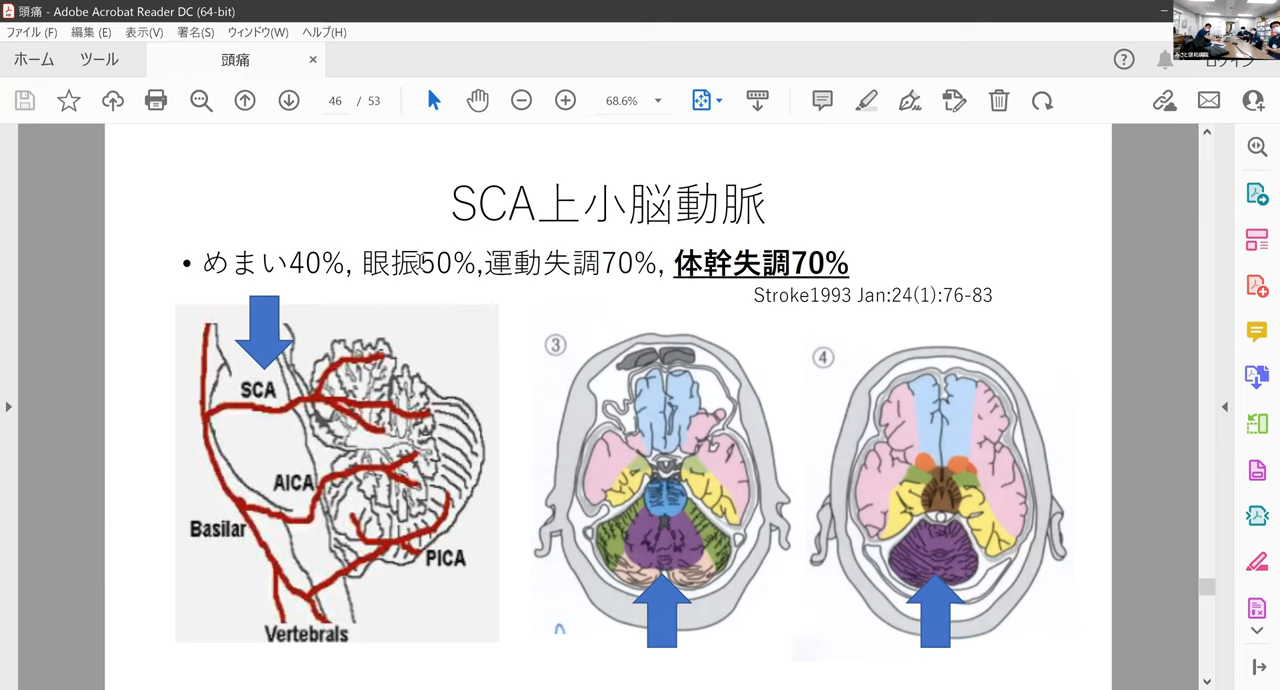 頭痛 - Adobe Acrobat Reader DC (64-bit)
ファイル (F) 編集 (E) 表示(V) 署名(S) ウィンドウ(W) ヘルプ(H)
ホーム ツール 頭痛 ×
ログイン
46 / 53 68.6%
SCA上小脳動脈
• めまい40%, 眼振50%,運動失調70%, 体幹失調70%
Stroke1993 Jan:24(1):76-83
SCA
AICA
Basilar
PICA
Vertebrals
③
④